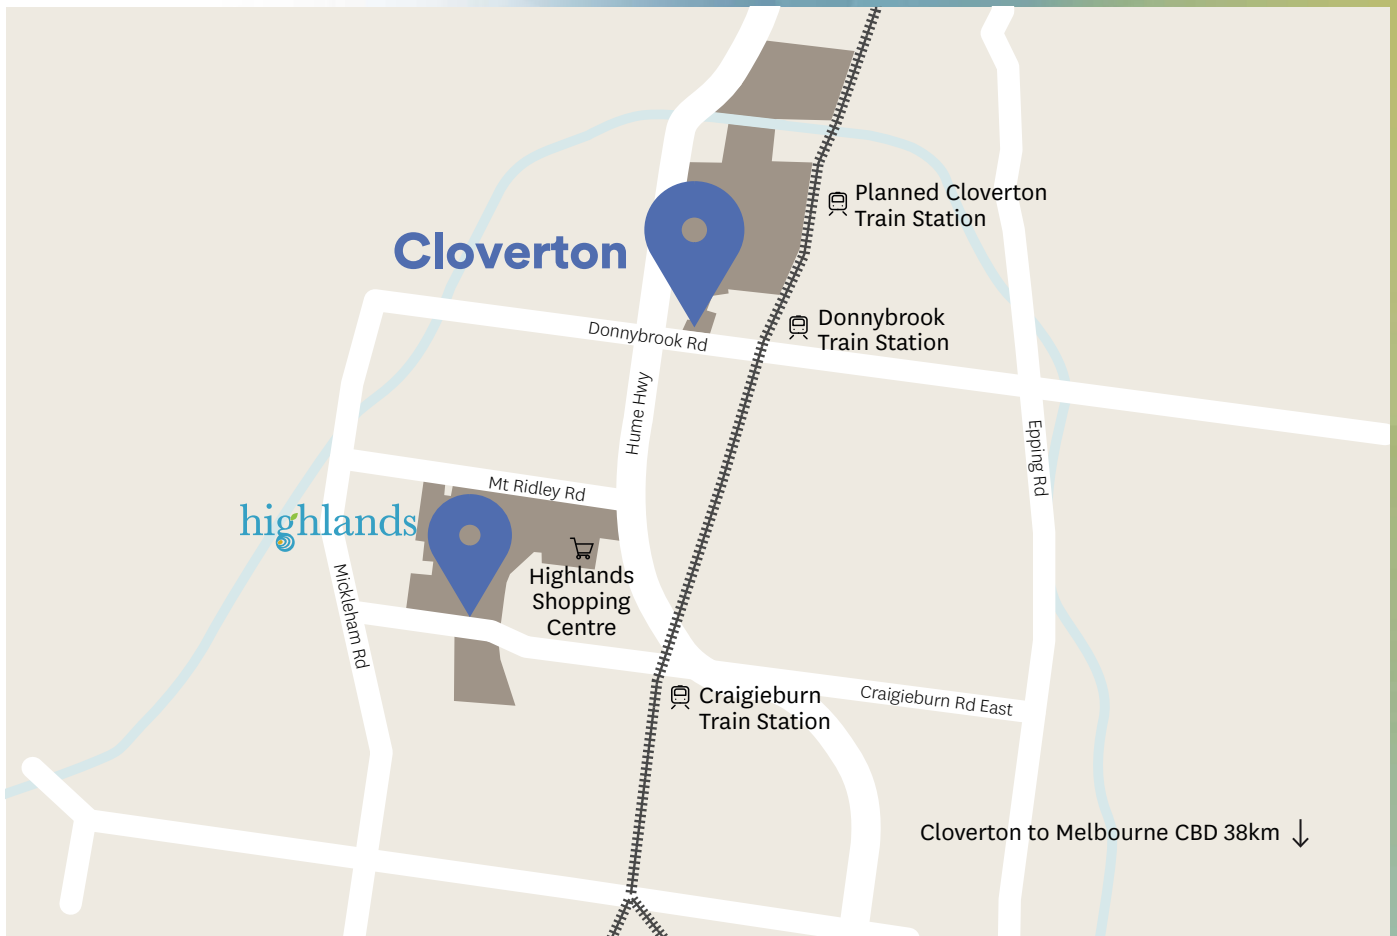 Planned Cloverton
Train Station
Cloverton
Donnybrook
Train Station
Donnybrook Rd
Hume Hwy
Epping Rd
Mt Ridley Rd
highlands
Highlands
Shopping
Centre
Mickleham Rd
Craigieburn
Train Station
Craigieburn Rd East
Cloverton to Melbourne CBD 38km ↓